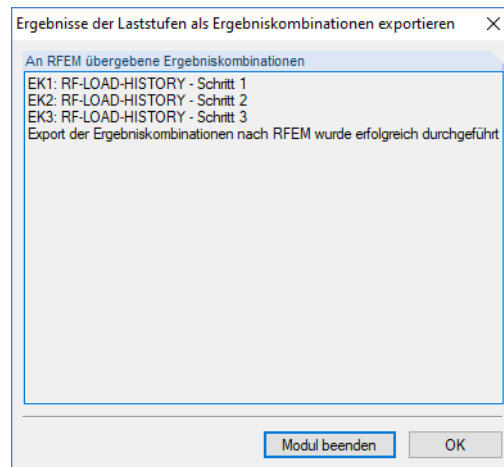 Ergebnisse der Laststufen als Ergebniskombinationen exportieren
An RFEM übergebene Ergebniskombinationen
EK1: RF-LOAD-HISTORY - Schritt 1
EK2: RF-LOAD-HISTORY - Schritt 2
EK3: RF-LOAD-HISTORY - Schritt 3
Export der Ergebniskombinationen nach RFEM wurde erfolgreich durchgeführt
Modul beenden
OK